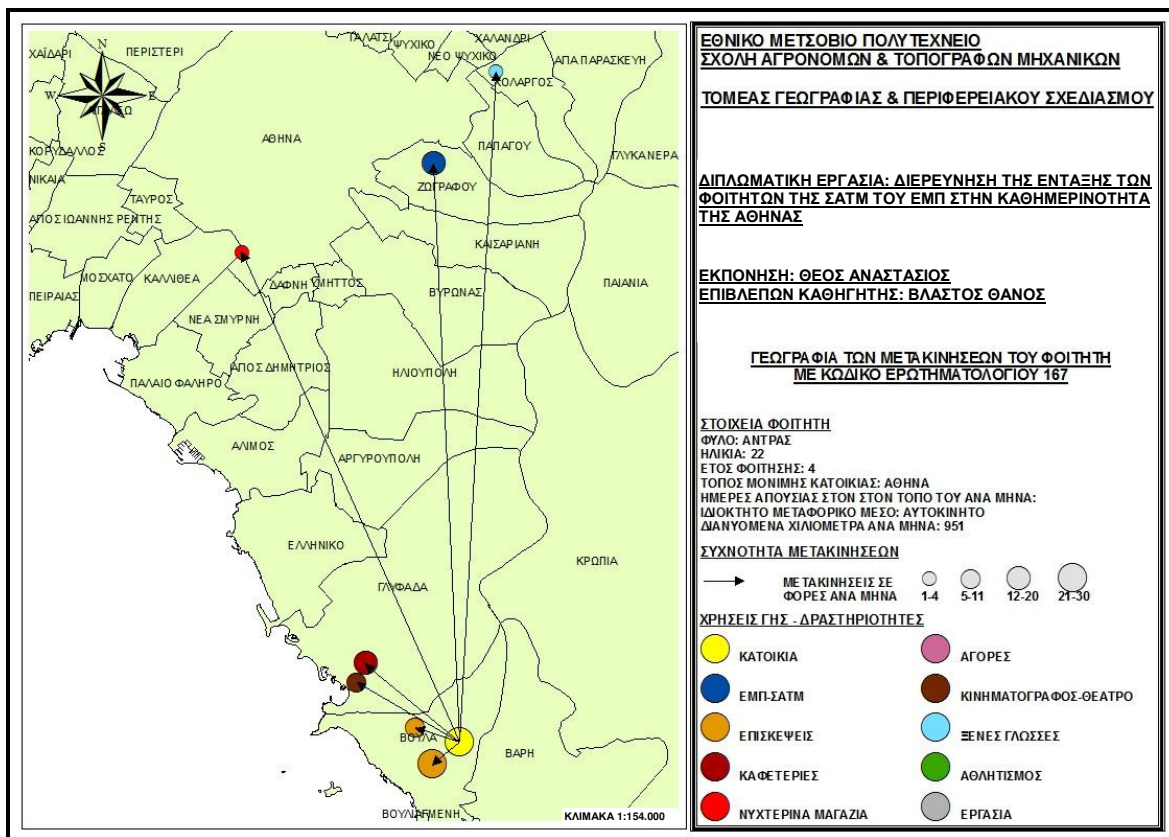 ΧΑΪΔΑΡΙ
ΠΕΡΙΣΤΕΡΙ
N
W
E
S
ΓΑΛΑΤΣΙ
ΨΥΧΙΚΟ
ΝΕΟ ΨΥΧΙΚΟ
ΧΑΛΑΝΔΡΙ
ΑΓΙΑ ΠΑΡΑΣΚΕΥΗ
ΧΟΛΑΡΓΟΣ
ΑΘΗΝΑ
ΚΟΡΥΔΑΛΛΟΣ
ΠΑΠΑΓΟΥ
ΓΛΥΚΑ ΝΕΡΑ
ΝΙΚΑΙΑ
ΖΩΓΡΑΦΟΥ
ΤΑΥΡΟΣ
ΑΓΙΟΣ ΙΩΑΝΝΗΣ ΡΕΝΤΗΣ
ΚΑΙΣΑΡΙΑΝΗ
ΜΟΣΧΑΤΟ
ΚΑΛΛΙΘΕΑ
ΔΑΦΝΗ
ΥΜΗΤΤΟΣ
ΒΥΡΩΝΑΣ
ΠΑΙΑΝΙΑ
ΠΕΙΡΑΙΑΣ
ΝΕΑ ΣΜΥΡΝΗ
ΑΓΙΟΣ ΔΗΜΗΤΡΙΟΣ
ΗΛΙΟΥΠΟΛΗ
ΠΑΛΑΙΟ ΦΑΛΗΡΟ
ΑΛΙΜΟΣ
ΑΡΓΥΡΟΥΠΟΛΗ
ΕΛΛΗΝΙΚΟ
ΚΡΩΠΙΑ
ΓΛΥΦΑΔΑ
ΒΟΥΛΑ
ΒΑΡΗ
ΒΟΥΛΙΑΓΜΕΝΗ
ΚΛΙΜΑΚΑ 1:154.000
ΕΘΝΙΚΟ ΜΕΤΣΟΒΙΟ ΠΟΛΥΤΕΧΝΕΙΟ
ΣΧΟΛΗ ΑΓΡΟΝΟΜΩΝ & ΤΟΠΟΓΡΑΦΩΝ ΜΗΧΑΝΙΚΩΝ
ΤΟΜΕΑΣ ΓΕΩΓΡΑΦΙΑΣ & ΠΕΡΙΦΕΡΕΙΑΚΟΥ ΣΧΕΔΙΑΣΜΟΥ
ΔΙΠΛΩΜΑΤΙΚΗ ΕΡΓΑΣΙΑ: ΔΙΕΡΕΥΝΗΣΗ ΤΗΣ ΕΝΤΑΞΗΣ ΤΩΝ
ΦΟΙΤΗΤΩΝ ΤΗΣ ΣΑΤΜ ΤΟΥ ΕΜΠ ΣΤΗΝ ΚΑΘΗΜΕΡΙΝΟΤΗΤΑ
ΤΗΣ ΑΘΗΝΑΣ
ΕΚΠΟΝΗΣΗ: ΘΕΟΣ ΑΝΑΣΤΑΣΙΟΣ
ΕΠΙΒΛΕΠΩΝ ΚΑΘΗΓΗΤΗΣ: ΒΛΑΣΤΟΣ ΘΑΝΟΣ
ΓΕΩΓΡΑΦΙΑ ΤΩΝ ΜΕΤΑΚΙΝΗΣΕΩΝ ΤΟΥ ΦΟΙΤΗΤΗ
ΜΕ ΚΩΔΙΚΟ ΕΡΩΤΗΜΑΤΟΛΟΓΙΟΥ 167
ΣΤΟΙΧΕΙΑ ΦΟΙΤΗΤΗ
ΦΥΛΟ: ΑΝΤΡΑΣ
ΗΛΙΚΙΑ: 22
ΕΤΟΣ ΦΟΙΤΗΣΗΣ: 4
ΤΟΠΟΣ ΜΟΝΙΜΗΣ ΚΑΤΟΙΚΙΑΣ: ΑΘΗΝΑ
ΗΜΕΡΕΣ ΑΠΟΥΣΙΑΣ ΣΤΟΝ ΣΤΟΝ ΤΟΠΟ ΤΟΥ ΑΝΑ ΜΗΝΑ:
ΙΔΙΟΚΤΗΤΟ ΜΕΤΑΦΟΡΙΚΟ ΜΕΣΟ: ΑΥΤΟΚΙΝΗΤΟ
ΔΙΑΝΥΟΜΕΝΑ ΧΙΛΙΟΜΕΤΡΑ ΑΝΑ ΜΗΝΑ: 951
ΣΥΧΝΟΤΗΤΑ ΜΕΤΑΚΙΝΗΣΕΩΝ
ΜΕΤΑΚΙΝΗΣΕΙΣ ΣΕ
ΦΟΡΕΣ ΑΝΑ ΜΗΝΑ 1-4 5-11 12-20 21-30
ΧΡΗΣΕΙΣ ΓΗΣ - ΔΡΑΣΤΗΡΙΟΤΗΤΕΣ
ΚΑΤΟΙΚΙΑ
ΑΓΟΡΕΣ
ΕΜΠ-ΣΑΤΜ
ΚΙΝΗΜΑΤΟΓΡΑΦΟΣ-ΘΕΑΤΡΟ
ΕΠΙΣΚΕΨΕΙΣ
ΞΕΝΕΣ ΓΛΩΣΣΕΣ
ΚΑΦΕΤΕΡΙΕΣ
ΑΘΛΗΤΙΣΜΟΣ
ΝΥΧΤΕΡΙΝΑ ΜΑΓΑΖΙΑ
ΕΡΓΑΣΙΑ